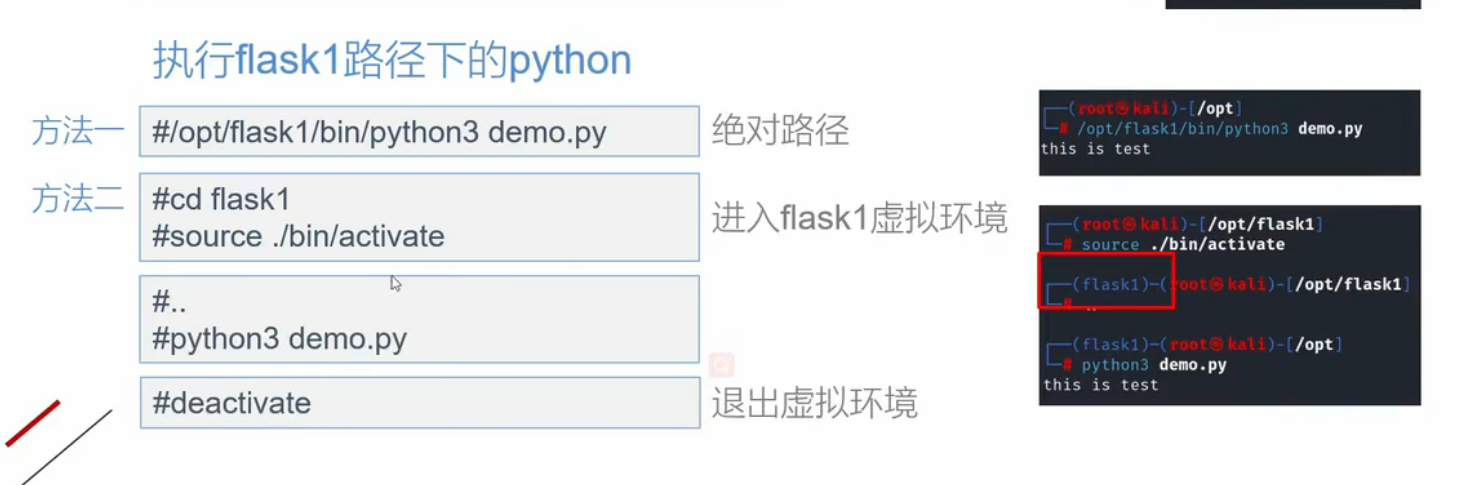 执行flask1路径下的python
方法一
#/opt/flask1/bin/python3 demo.py
绝对路径
方法二
#cd flask1
#source ./bin/activate
进入flask1虚拟环境
#..
#python3 demo.py
#deactivate
退出虚拟环境
┌──(root㉿kali)-[/opt]
└─# /opt/flask1/bin/python3 demo.py
this is test
┌──(root㉿kali)-[/opt/flask1]
└─# source ./bin/activate
┌──(flask1)─(root㉿kali)-[/opt/flask1]
└─# ..
┌──(flask1)─(root㉿kali)-[/opt]
└─# python3 demo.py
this is test